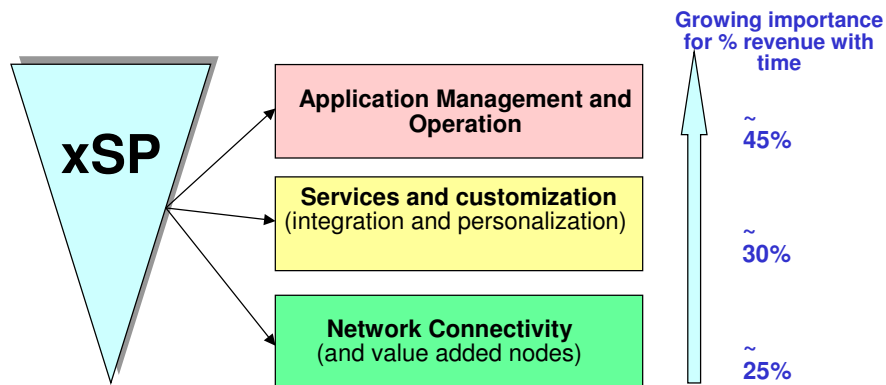 Growing importance
for % revenue with
time
xSP
Application Management and
Operation
~
45%
Services and customization
(integration and personalization)
~
30%
Network Connectivity
(and value added nodes)
~
25%